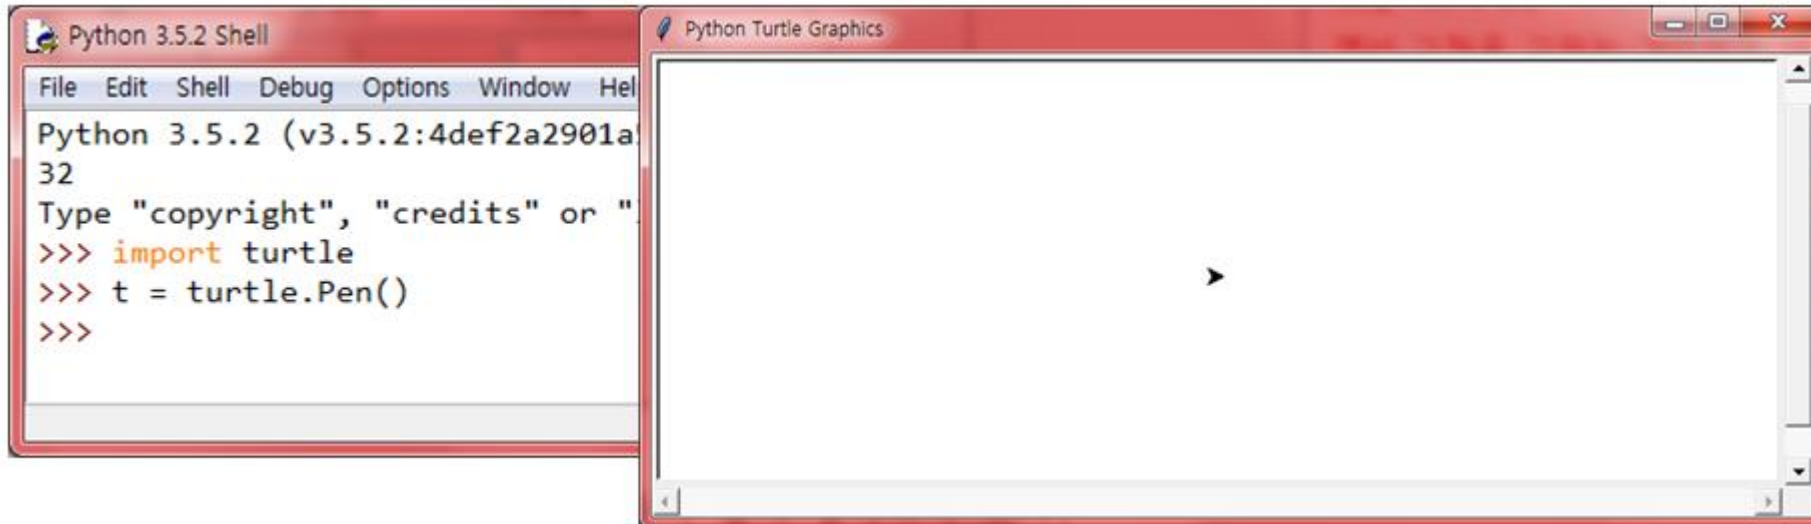 Python 3.5.2 Shell
File Edit Shell Debug Options Window Hel
Python 3.5.2 (v3.5.2:4def2a2901a
32
Type "copyright", "credits" or "
>>> import turtle
>>> t = turtle.Pen()
>>>
Python Turtle Graphics